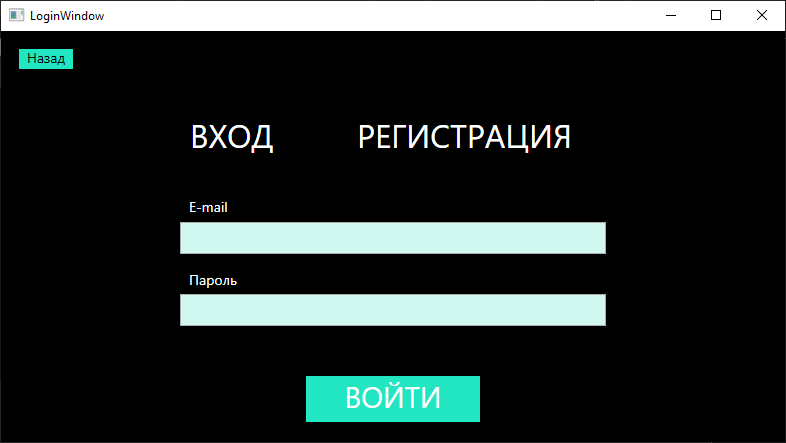 LoginWindow
Назад
ВХОД РЕГИСТРАЦИЯ
E-mail
Пароль
ВОЙТИ